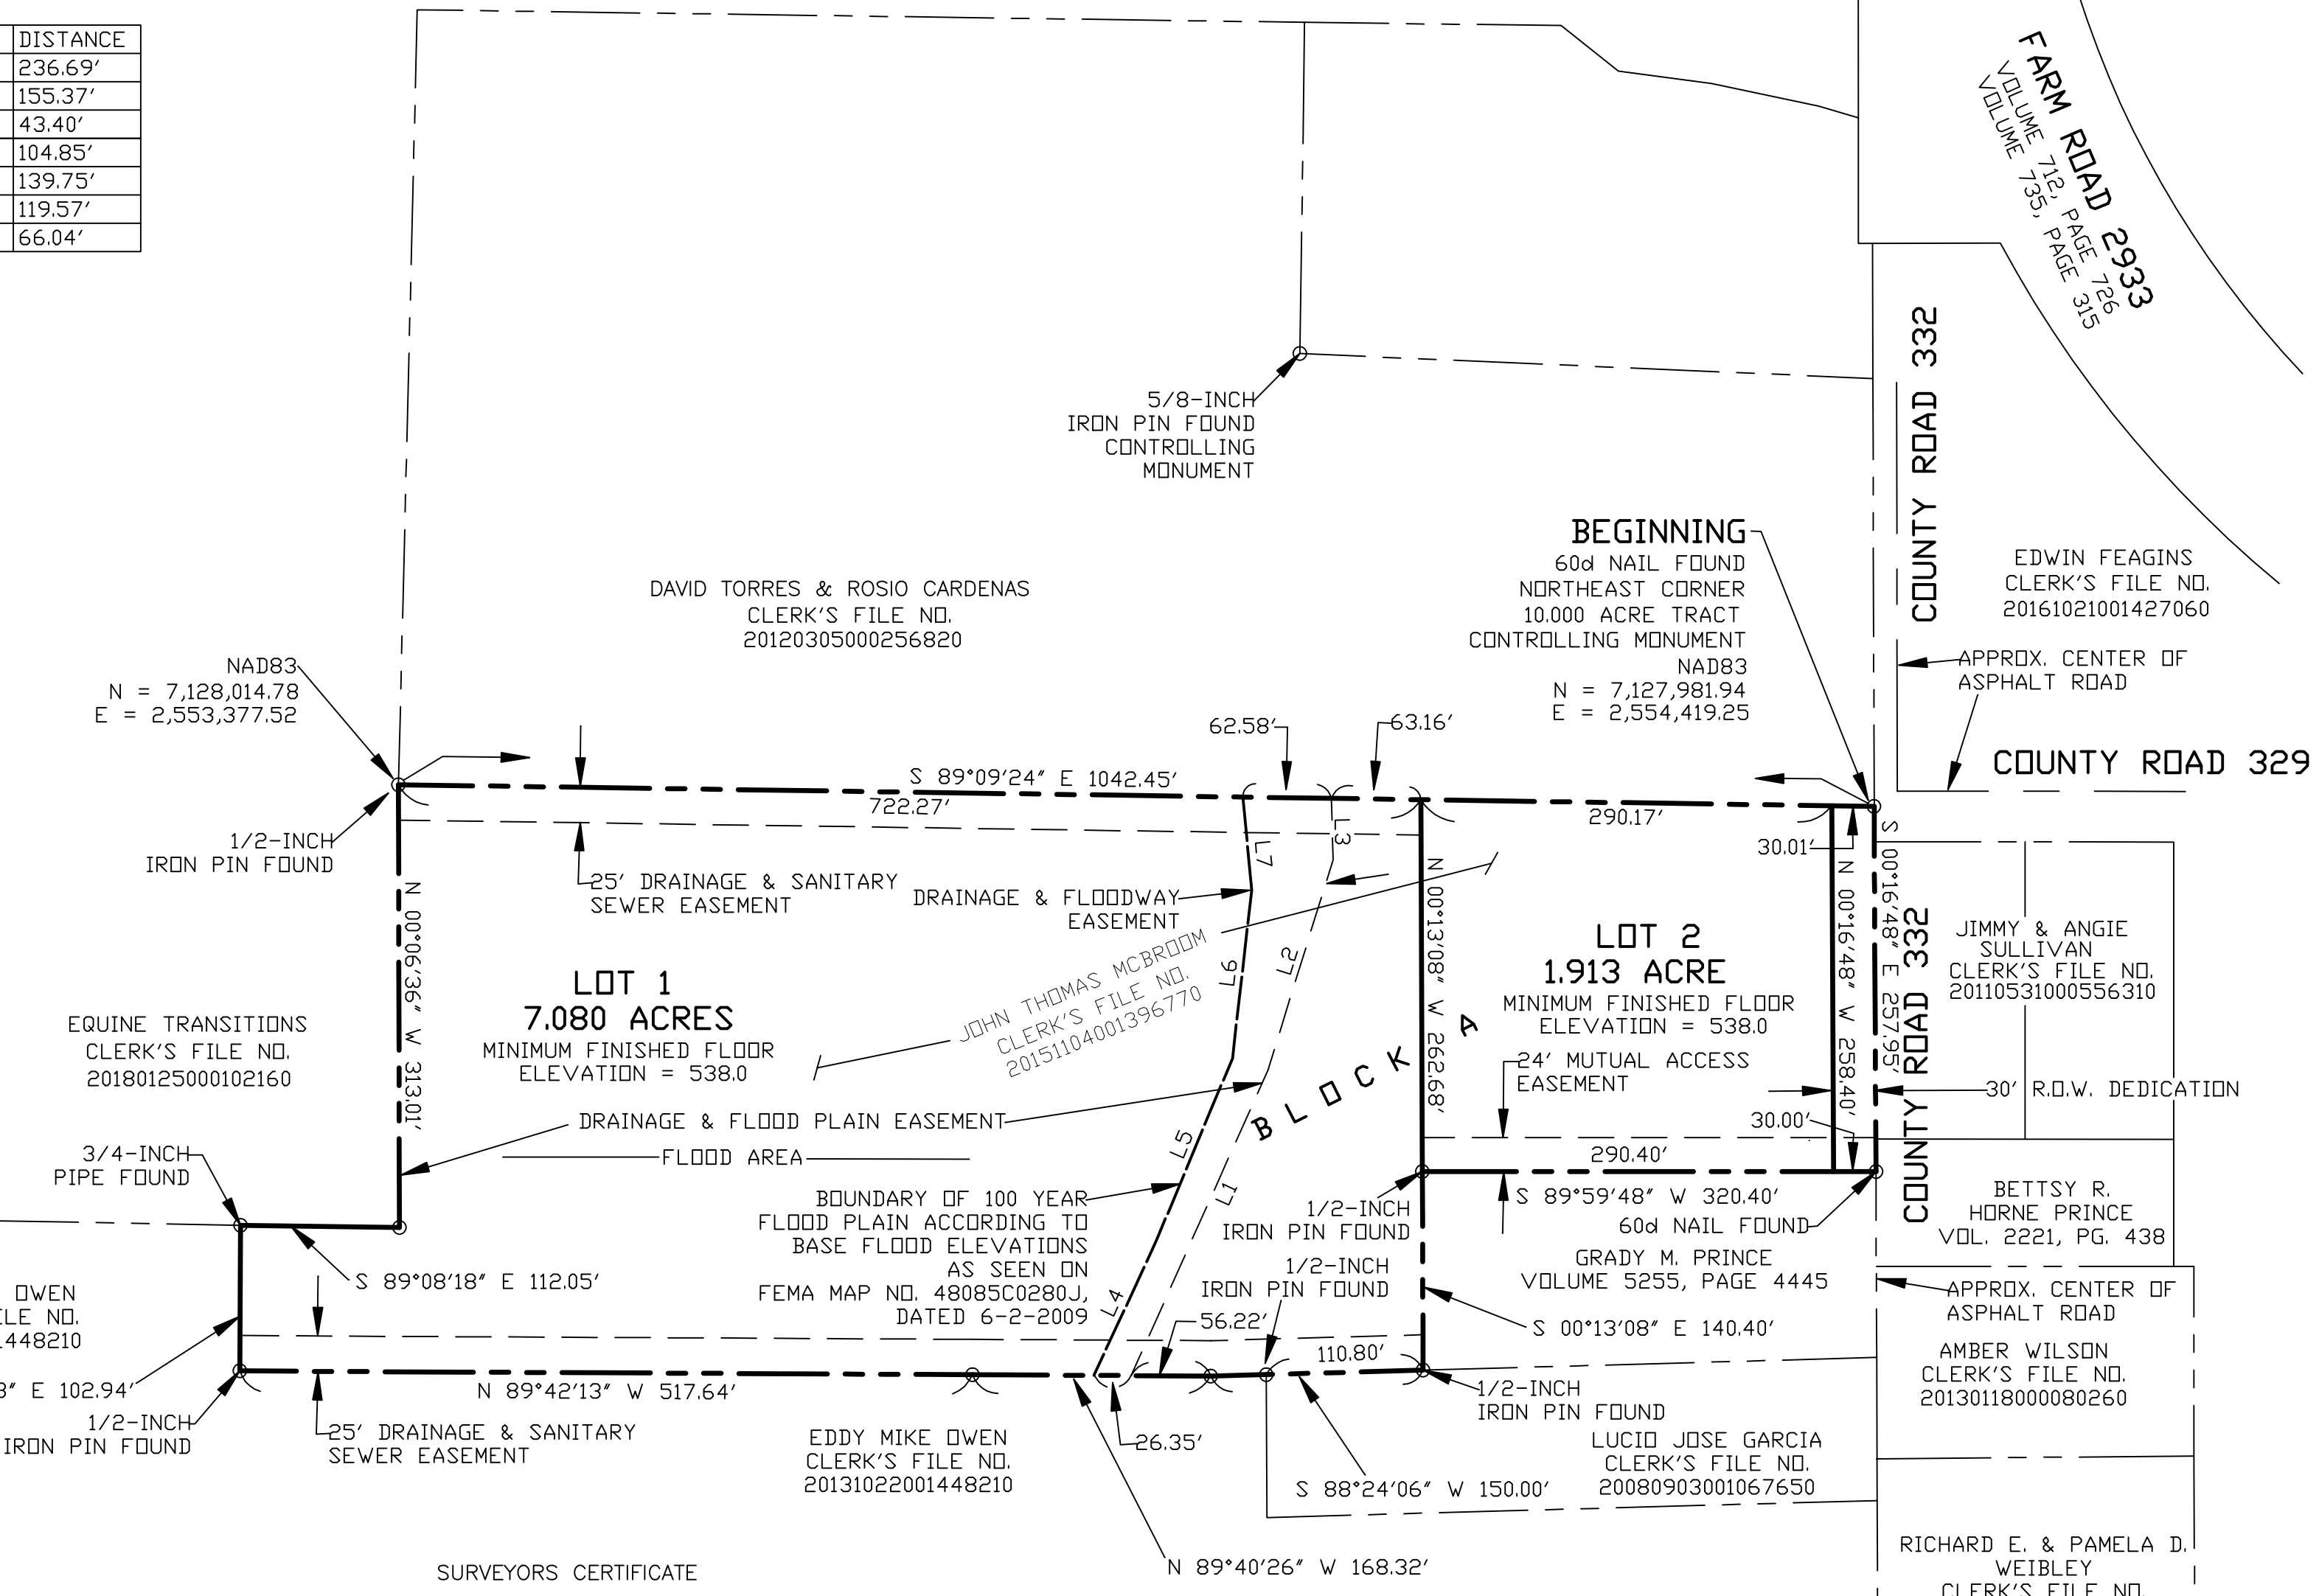 DISTANCE
236.69'
155.37'
43.40'
104.85'
139.75'
119.57'
66.04'
FARM ROAD 2933
VOLUME 712, PAGE 726
VOLUME 735, PAGE 315
COUNTY ROAD 332
5/8-INCH
IRON PIN FOUND
CONTROLLING
MONUMENT
BEGINNING
60d NAIL FOUND
NORTHEAST CORNER
10.000 ACRE TRACT
CONTROLLING MONUMENT
NAD83
N = 7,127,981.94
E = 2,554,419.25
EDWIN FEAGINS
CLERK'S FILE NO.
20161021001427060
APPROX. CENTER OF
ASPHALT ROAD
COUNTY ROAD 329
DAVID TORRES & ROSIO CARDENAS
CLERK'S FILE NO.
20120305000256820
NAD83
N = 7,128,014.78
E = 2,553,377.52
1/2-INCH
IRON PIN FOUND
S 89°09'24" E 1042.45'
722.27'
62.58'
63.16'
290.17'
30.01'
25' DRAINAGE & SANITARY
SEWER EASEMENT
DRAINAGE & FLOODWAY
EASEMENT
L7
L3
L6
L2
L5
L1
L4
N 00°06'36" W 313.01'
N 00°13'08" W 262.68'
N 00°16'48" W 258.40'
S 00°16'48" E 257.95'
COUNTY ROAD 332
LOT 1
7.080 ACRES
MINIMUM FINISHED FLOOR
ELEVATION = 538.0
JOHN THOMAS MCBROOM
CLERK'S FILE NO.
20151104001396770
BLOCK A
LOT 2
1.913 ACRE
MINIMUM FINISHED FLOOR
ELEVATION = 538.0
24' MUTUAL ACCESS
EASEMENT
JIMMY & ANGIE
SULLIVAN
CLERK'S FILE NO.
20110531000556310
30' R.O.W. DEDICATION
30.00'
290.40'
S 89°59'48" W 320.40'
60d NAIL FOUND
GRADY M. PRINCE
VOLUME 5255, PAGE 4445
BETTSY R.
HORNE PRINCE
VOL. 2221, PG. 438
APPROX. CENTER OF
ASPHALT ROAD
AMBER WILSON
CLERK'S FILE NO.
20130118000080260
EQUINE TRANSITIONS
CLERK'S FILE NO.
20180125000102160
3/4-INCH
PIPE FOUND
DRAINAGE & FLOOD PLAIN EASEMENT
FLOOD AREA
BOUNDARY OF 100 YEAR
FLOOD PLAIN ACCORDING TO
BASE FLOOD ELEVATIONS
AS SEEN ON
FEMA MAP NO. 48085C0280J,
DATED 6-2-2009
1/2-INCH
IRON PIN FOUND
1/2-INCH
IRON PIN FOUND
56.22'
110.80'
S 00°13'08" E 140.40'
S 89°08'18" E 112.05'
OWEN
LE NO.
1448210
" E 102.94'
1/2-INCH
IRON PIN FOUND
N 89°42'13" W 517.64'
25' DRAINAGE & SANITARY
SEWER EASEMENT
EDDY MIKE OWEN
CLERK'S FILE NO.
20131022001448210
26.35'
1/2-INCH
IRON PIN FOUND
LUCIO JOSE GARCIA
CLERK'S FILE NO.
20080903001067650
S 88°24'06" W 150.00'
N 89°40'26" W 168.32'
RICHARD E. & PAMELA D.
WEIBLEY
CLERK'S FILE NO.
SURVEYORS CERTIFICATE